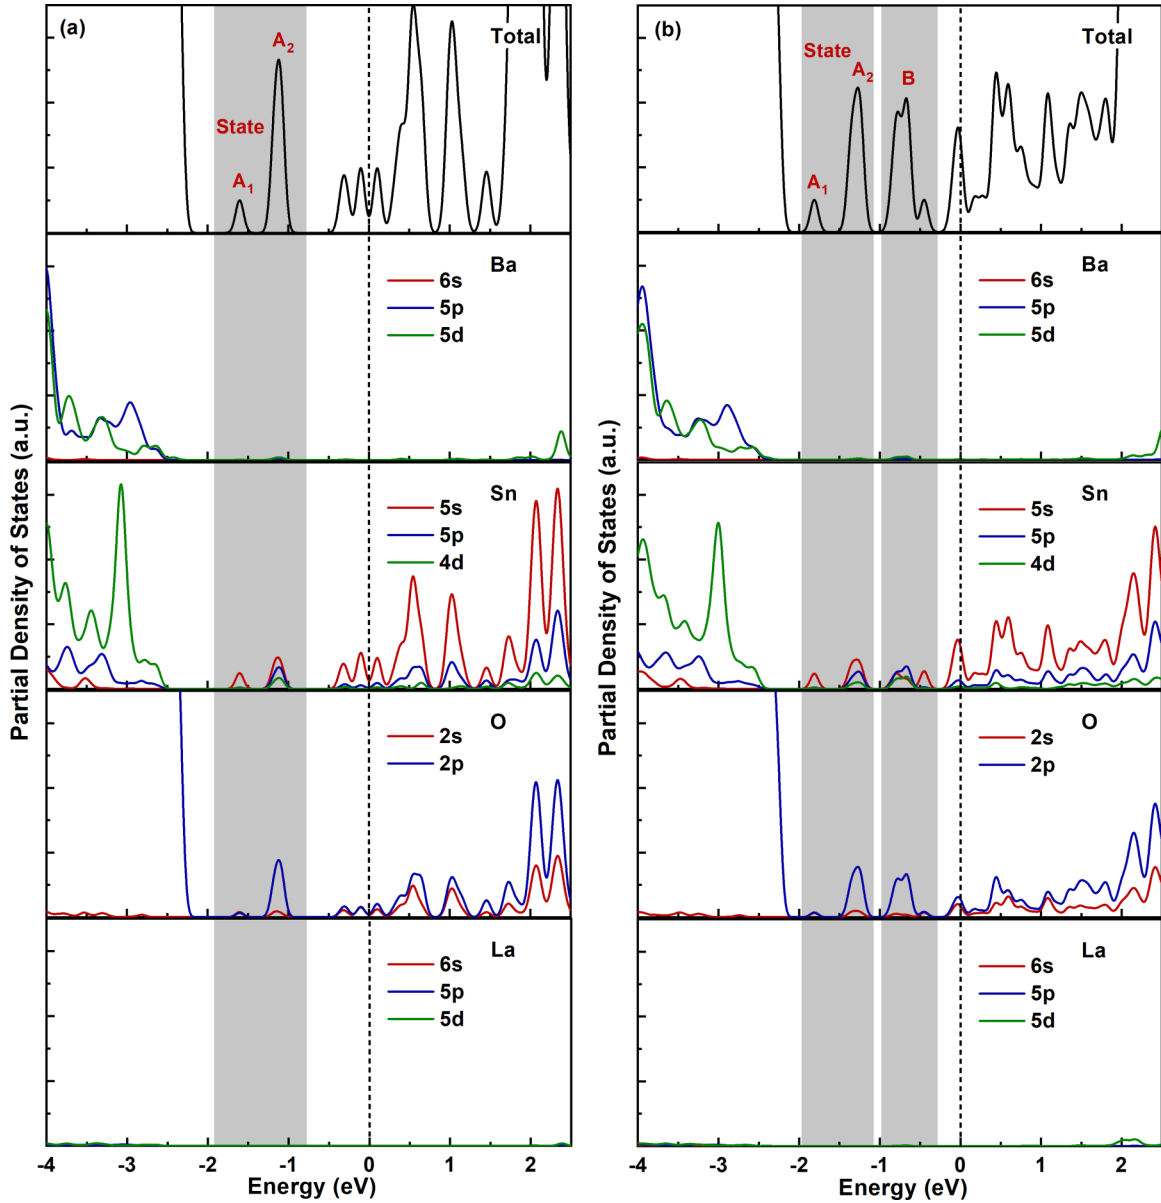 (a)
Total
A2
State
A1
Ba
6s
5p
5d
Sn
5s
5p
4d
O
2s
2p
La
6s
5p
5d
-4 -3 -2 -1 0 1 2
Energy (eV)
Partial Density of States (a.u.)
(b)
Total
State
A2
B
A1
Ba
6s
5p
5d
Sn
5s
5p
4d
O
2s
2p
La
6s
5p
5d
-4 -3 -2 -1 0 1 2
Energy (eV)
Partial Density of States (a.u.)